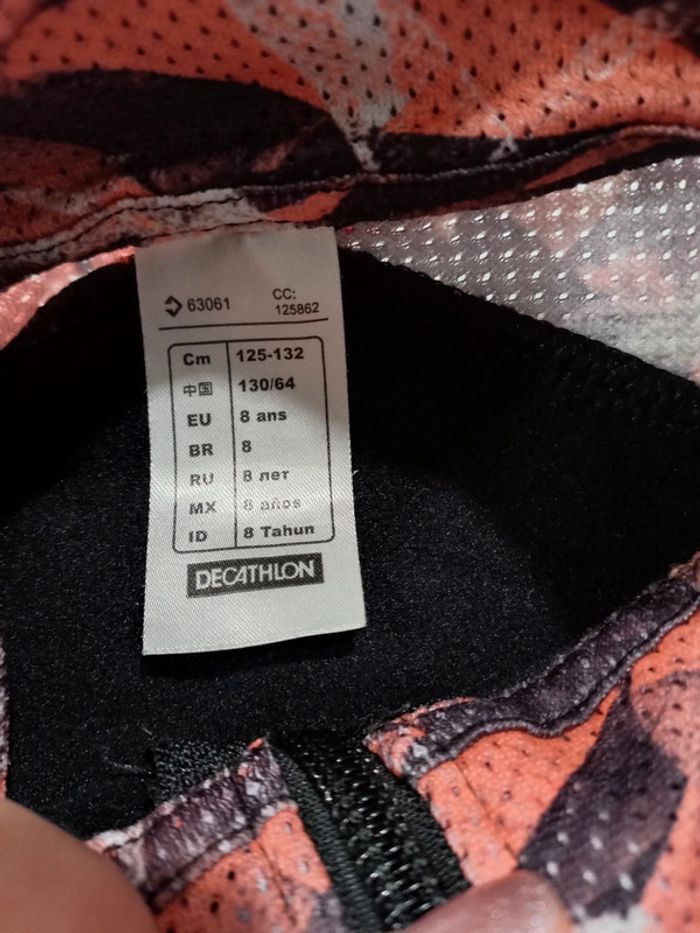 63061
CC:
125862
Cm 125-132
中国 130/64
EU 8 ans
BR 8
RU 8 лет
MX 8 años
ID 8 Tahun
DECATHLON